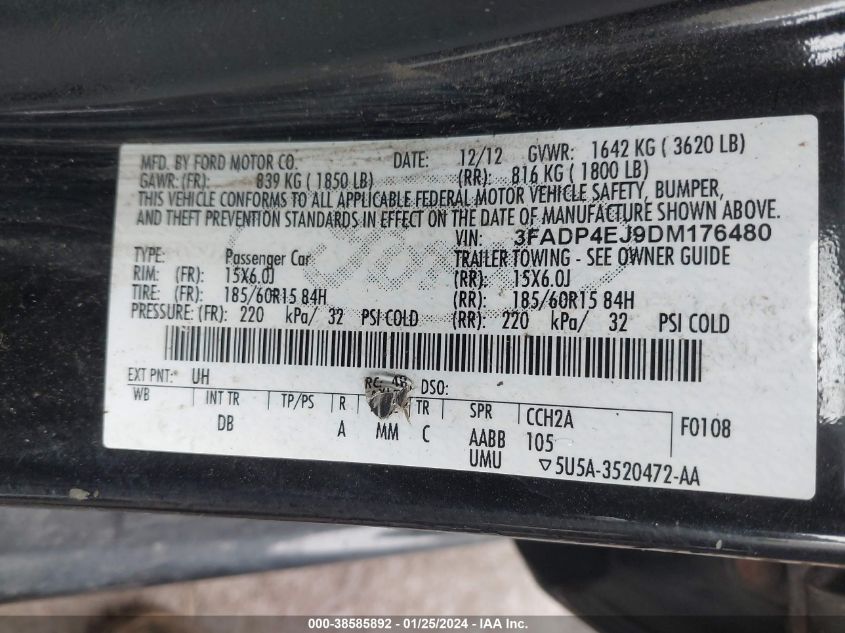 MFD. BY FORD MOTOR CO. DATE: 12/12 GVWR: 1642 KG ( 3620 LB)
GAWR: (FR): 839 KG ( 1850 LB) (RR): 816 KG ( 1800 LB)
THIS VEHICLE CONFORMS TO ALL APPLICABLE FEDERAL MOTOR VEHICLE SAFETY, BUMPER,
AND THEFT PREVENTION STANDARDS IN EFFECT ON THE DATE OF MANUFACTURE SHOWN ABOVE.
VIN: 3FADP4EJ9DM176480
TYPE: Passenger Car TRAILER TOWING - SEE OWNER GUIDE
RIM: (FR): 15X6.0J (RR): 15X6.0J
TIRE: (FR): 185/60R15 84H (RR): 185/60R15 84H
PRESSURE: (FR): 220 kPa/ 32 PSI COLD (RR): 220 kPa/ 32 PSI COLD
EXT PNT: UH RC: 48 DSO:
WB INT TR TP/PS R TR SPR CCH2A F0108
DB A MM C AABB 105
UMU ▽5U5A-3520472-AA
000-38585892 - 01/25/2024 - IAA Inc.